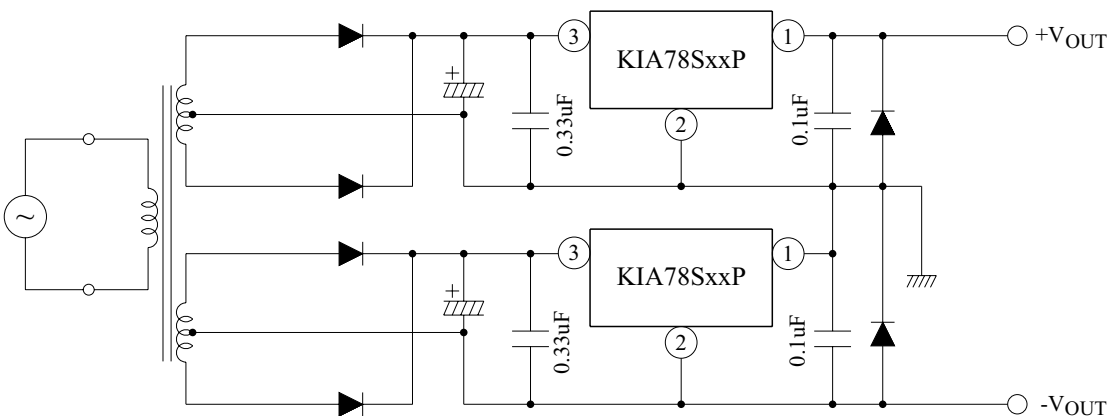 3
KIA78SxxP
1
+VOUT
+
0.33uF
2
0.1uF
~
3
KIA78SxxP
1
+
0.33uF
2
0.1uF
-VOUT